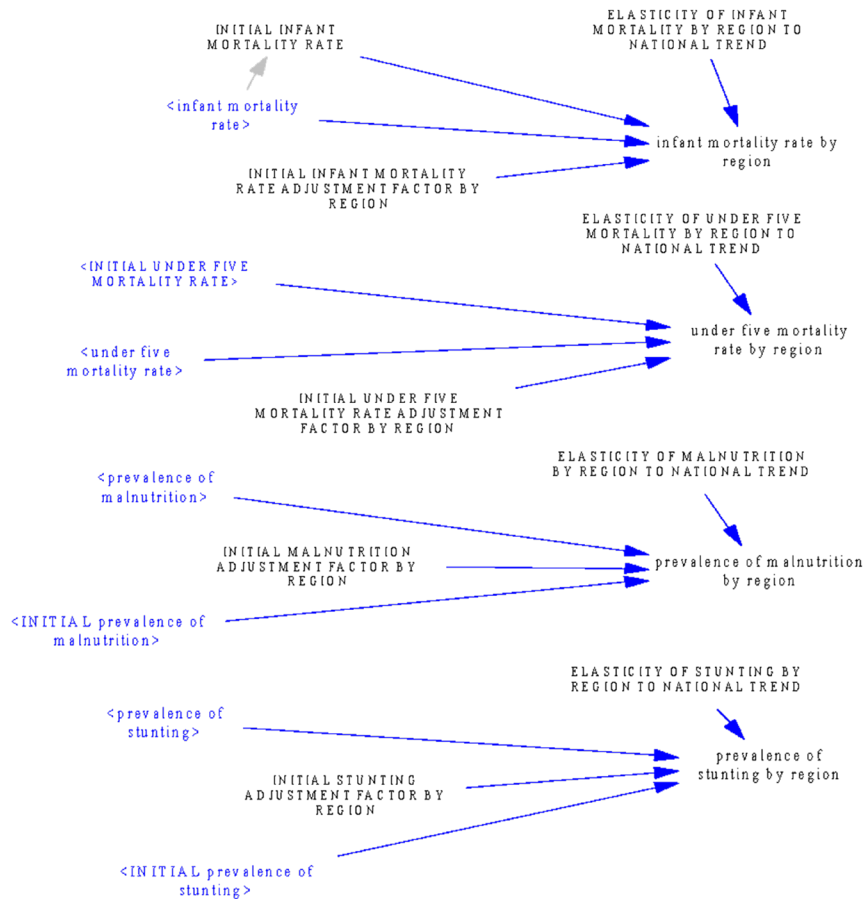 INITIAL INFANT
MORTALITY RATE
ELASTICITY OF INFANT
MORTALITY BY REGION TO
NATIONAL TREND
<infant mortality
rate>
infant mortality rate by
region
INITIAL INFANT MORTALITY
RATE ADJUSTMENT FACTOR BY
REGION
ELASTICITY OF UNDER FIVE
MORTALITY BY REGION TO
NATIONAL TREND
<INITIAL UNDER FIVE
MORTALITY RATE>
under five mortality
rate by region
<under five
mortality rate>
INITIAL UNDER FIVE
MORTALITY RATE ADJUSTMENT
FACTOR BY REGION
ELASTICITY OF MALNUTRITION
BY REGION TO NATIONAL TREND
<prevalence of
malnutrition>
INITIAL MALNUTRITION
ADJUSTMENT FACTOR BY
REGION
prevalence of malnutrition
by region
<INITIAL prevalence of
malnutrition>
ELASTICITY OF STUNTING BY
REGION TO NATIONAL TREND
<prevalence of
stunting>
prevalence of
stunting by region
INITIAL STUNTING
ADJUSTMENT FACTOR BY
REGION
<INITIAL prevalence of
stunting>